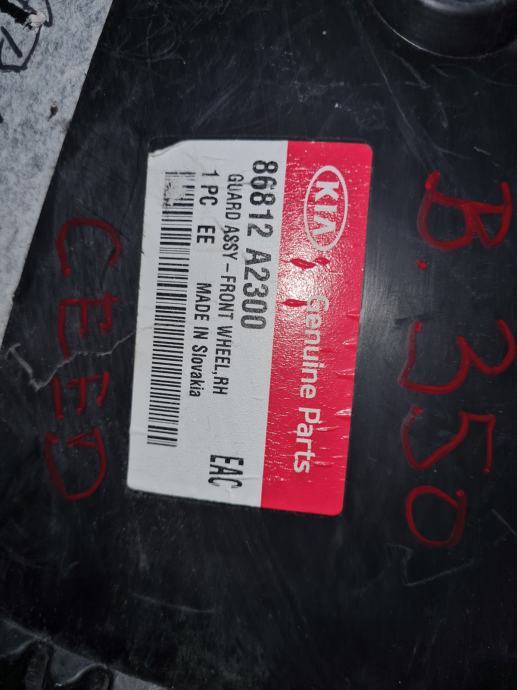 B. 350
KIA Genuine Parts
86812 A2300
GUARD ASSY-FRONT WHEEL,RH
1 PC EE MADE IN Slovakia
EAC
CEED